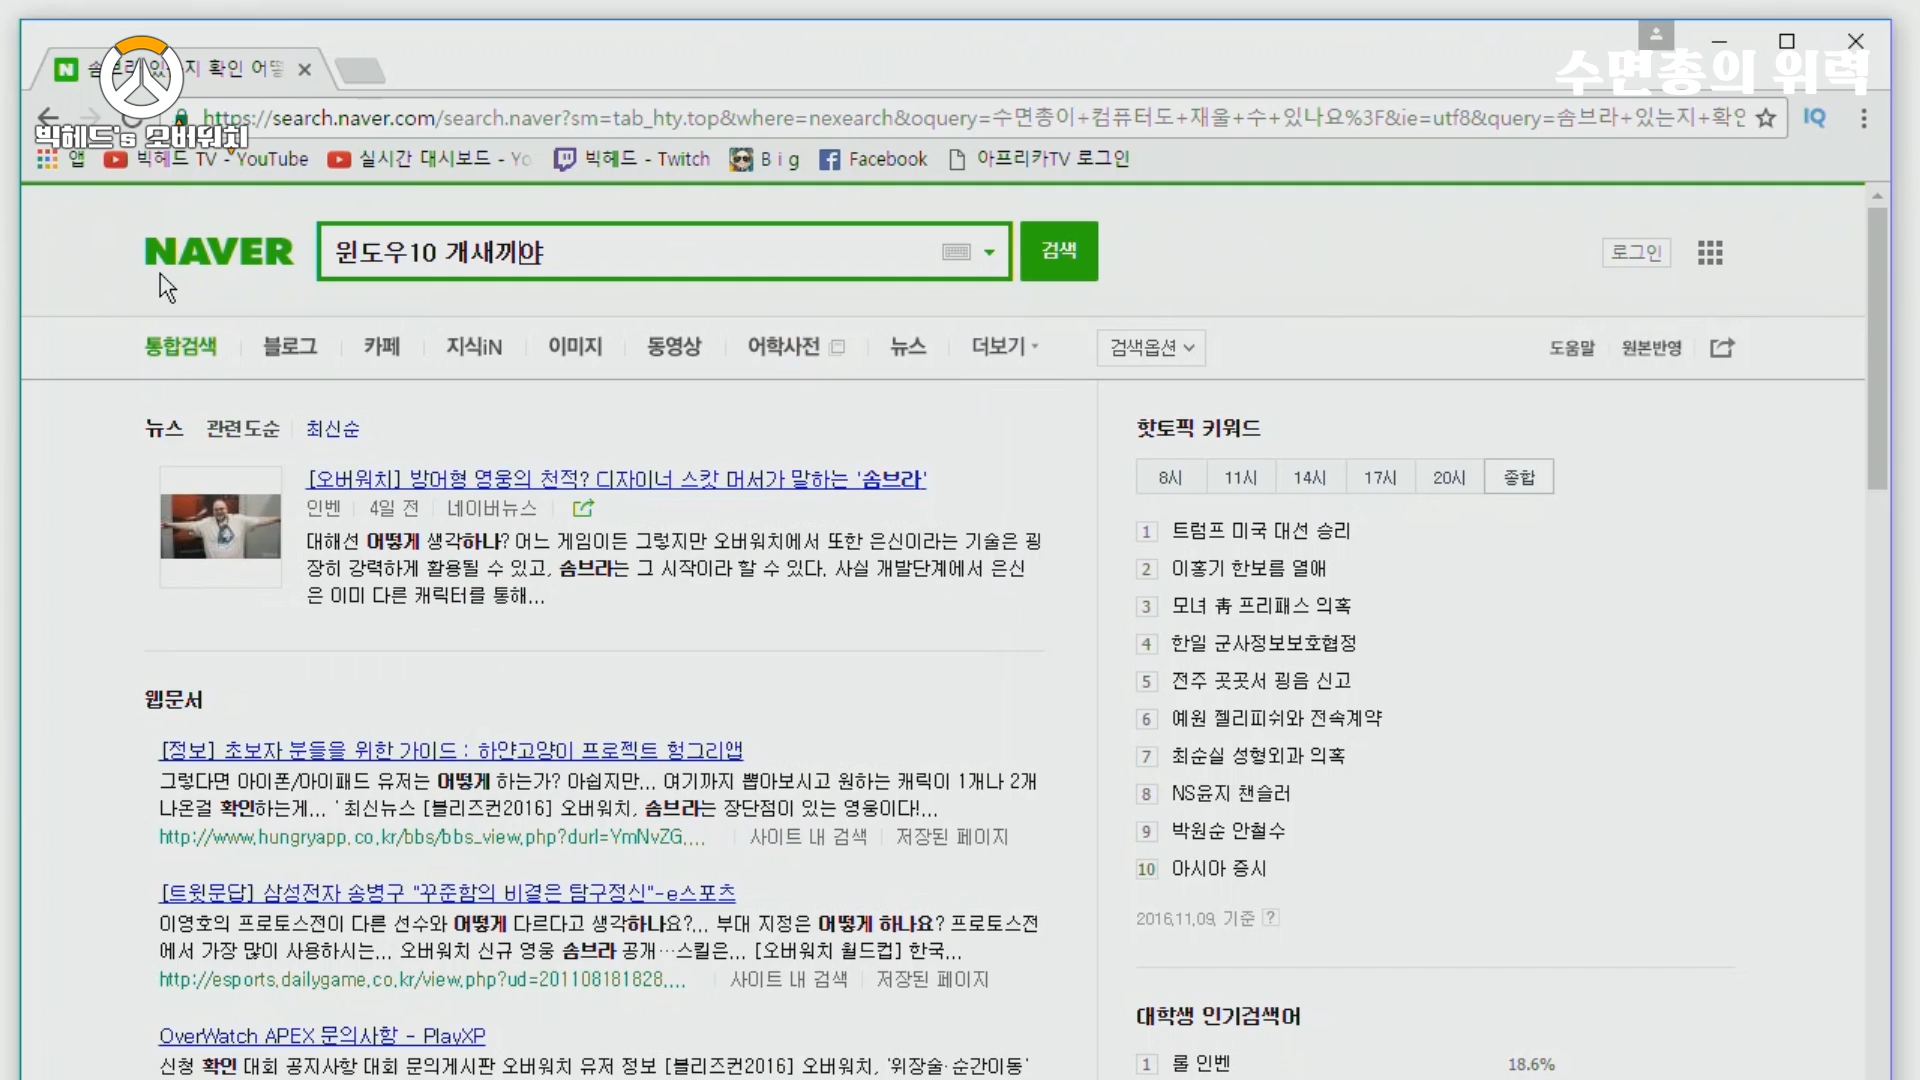 솜브라 있는지 확인 어떻
수면총의 위력
https://search.naver.com/search.naver?sm=tab_hty.top&where=nexearch&oquery=수면총이+컴퓨터도+재울+수+있나요%3F&ie=utf8&query=솜브라+있는지+확인
IQ
빅헤드's 오버워치
앱 빅헤드 TV - YouTube 실시간 대시보드 - Yo 빅헤드 - Twitch B i g Facebook 아프리카TV 로그인
NAVER 윈도우10 개새끼야 검색 로그인
통합검색 블로그 카페 지식iN 이미지 동영상 어학사전 뉴스 더보기 검색옵션 도움말 원본반영
뉴스 관련도순 최신순
[오버워치] 방어형 영웅의 천적? 디자이너 스캇 머서가 말하는 '솜브라'
인벤 4일 전 네이버뉴스
대해선 어떻게 생각하나? 어느 게임이든 그렇지만 오버워치에서 또한 은신이라는 기술은 굉
장히 강력하게 활용될 수 있고, 솜브라는 그 시작이라 할 수 있다. 사실 개발단계에서 은신
은 이미 다른 캐릭터를 통해...
웹문서
[정보] 초보자 분들을 위한 가이드 : 하얀고양이 프로젝트 헝그리앱
그렇다면 아이폰/아이패드 유저는 어떻게 하는가? 아쉽지만... 여기까지 뽑아보시고 원하는 캐릭이 1개나 2개
나온걸 확인하는게... ' 최신뉴스 [블리즈컨2016] 오버워치, 솜브라는 장단점이 있는 영웅이다!...
http://www.hungryapp.co.kr/bbs/bbs_view.php?durl=YmNvZG.... 사이트 내 검색 저장된 페이지
[트윗문답] 삼성전자 송병구 "꾸준함의 비결은 탐구정신"-e스포츠
이영호의 프로토스전이 다른 선수와 어떻게 다르다고 생각하나요?... 부대 지정은 어떻게 하나요? 프로토스전
에서 가장 많이 사용하시는... 오버워치 신규 영웅 솜브라 공개…스킬은... [오버워치 월드컵] 한국...
http://esports.dailygame.co.kr/view.php?ud=201108181828.... 사이트 내 검색 저장된 페이지
OverWatch APEX 문의사항 - PlayXP
신청 확인 대회 공지사항 대회 문의게시판 오버워치 유저 정보 [블리즈컨2016] 오버워치, '위장술·순간이동'
핫토픽 키워드
8시 11시 14시 17시 20시 종합
1 트럼프 미국 대선 승리
2 이홍기 한보름 열애
3 모녀 靑 프리패스 의혹
4 한일 군사정보보호협정
5 전주 곳곳서 굉음 신고
6 예원 젤리피쉬와 전속계약
7 최순실 성형외과 의혹
8 NS윤지 챈슬러
9 박원순 안철수
10 아시아 증시
2016.11.09. 기준 ?
대학생 인기검색어
1 롤 인벤 18.6%